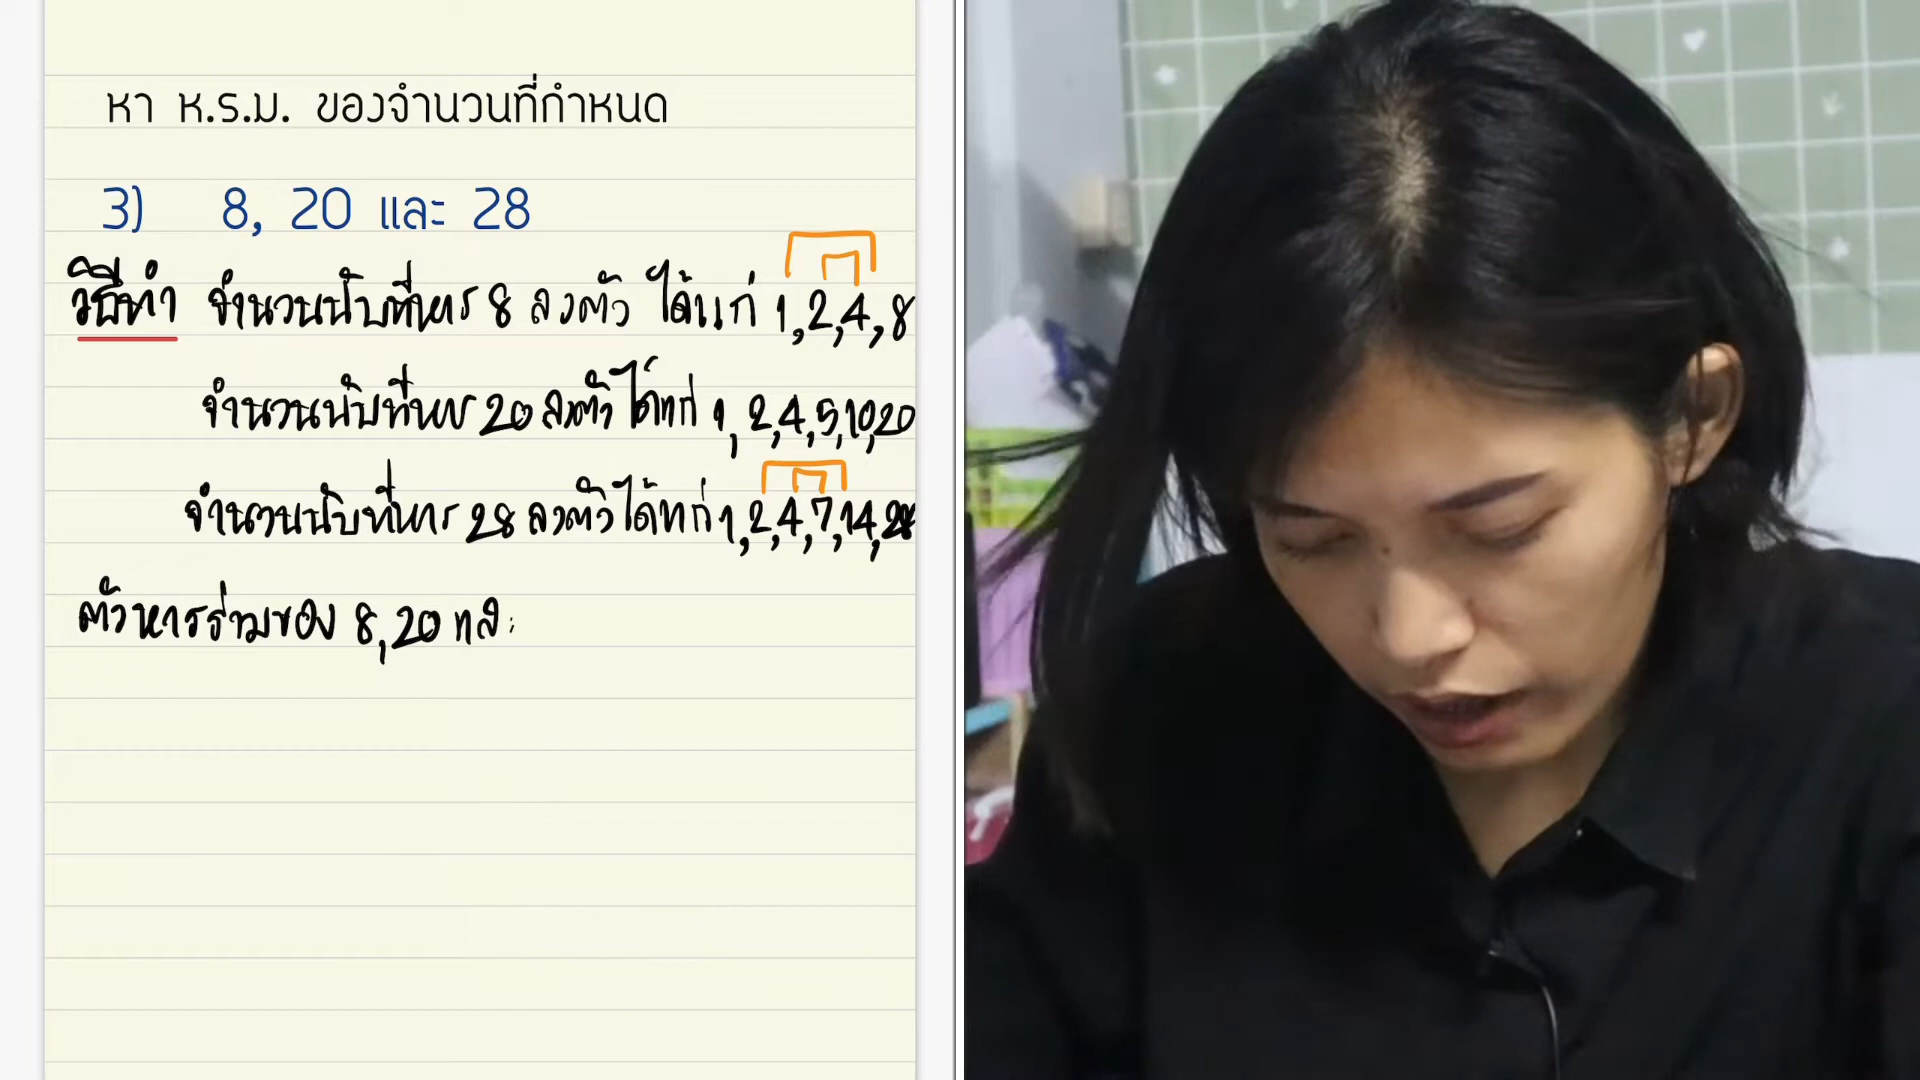 หา ห.ร.ม. ของจำนวนที่กำหนด
3) 8, 20 และ 28
วิธีทำ จำนวนนับที่หาร 8 ลงตัว ได้แก่ 1,2,4,8
จำนวนนับที่หาร 20 ลงตัวได้แก่ 1,2,4,5,10,20
จำนวนนับที่หาร 28 ลงตัวได้แก่ 1,2,4,7,14,28
ตัวหารร่วมของ 8,20 และ